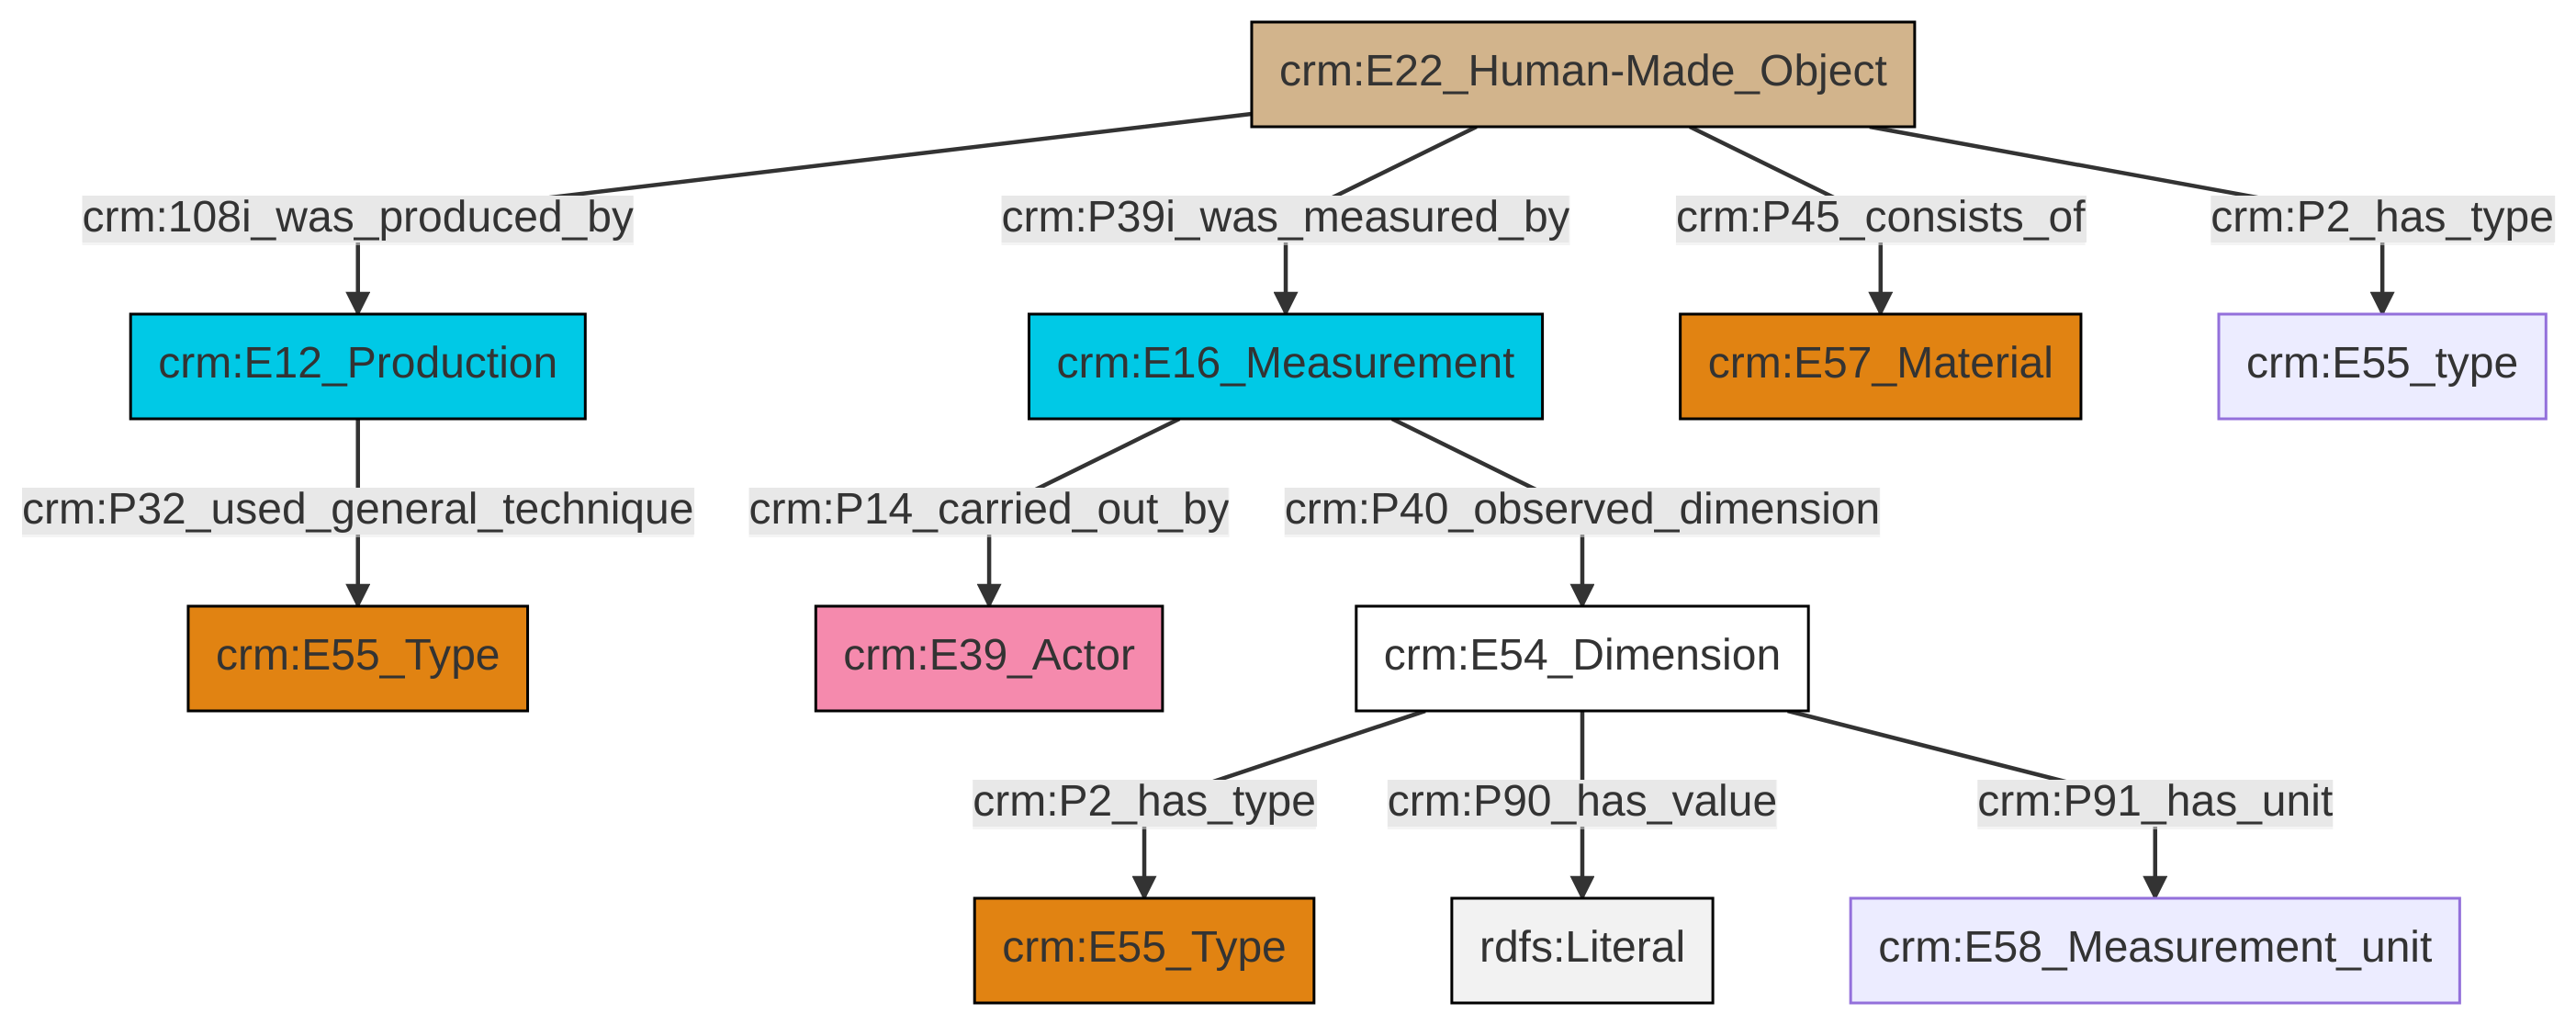 crm:E22_Human-Made_Object
crm:108i_was_produced_by
crm:P39i_was_measured_by
crm:P45_consists_of
crm:P2_has_type
crm:E12_Production
crm:E16_Measurement
crm:E57_Material
crm:E55_type
crm:P32_used_general_technique
crm:P14_carried_out_by
crm:P40_observed_dimension
crm:E55_Type
crm:E39_Actor
crm:E54_Dimension
crm:P2_has_type
crm:P90_has_value
crm:P91_has_unit
crm:E55_Type
rdfs:Literal
crm:E58_Measurement_unit